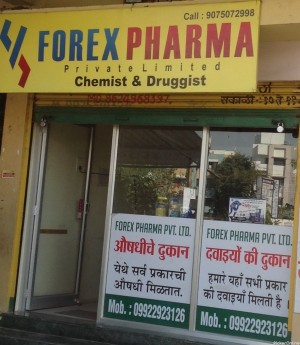 Call : 9075072998
FOREX PHARMA
Private Limited
Chemist & Druggist
FOREX PHARMA PVT. LTD.
औषधीचे दुकान
येथे सर्व प्रकारची
औषधी मिळतात.
Mob. : 09922923126
FOREX PHARMA PVT. LTD.
दवाइयों की दुकान
हमारे यहाँ सभी प्रकार
की दवाइयाँ मिलती है ।
Mob. : 09922923126